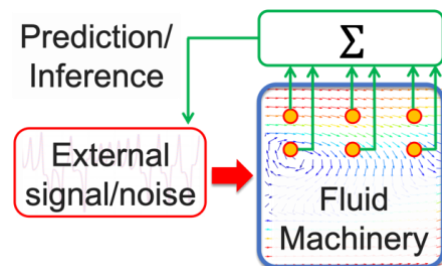 Prediction/
Inference
Σ
External
signal/noise
Fluid
Machinery